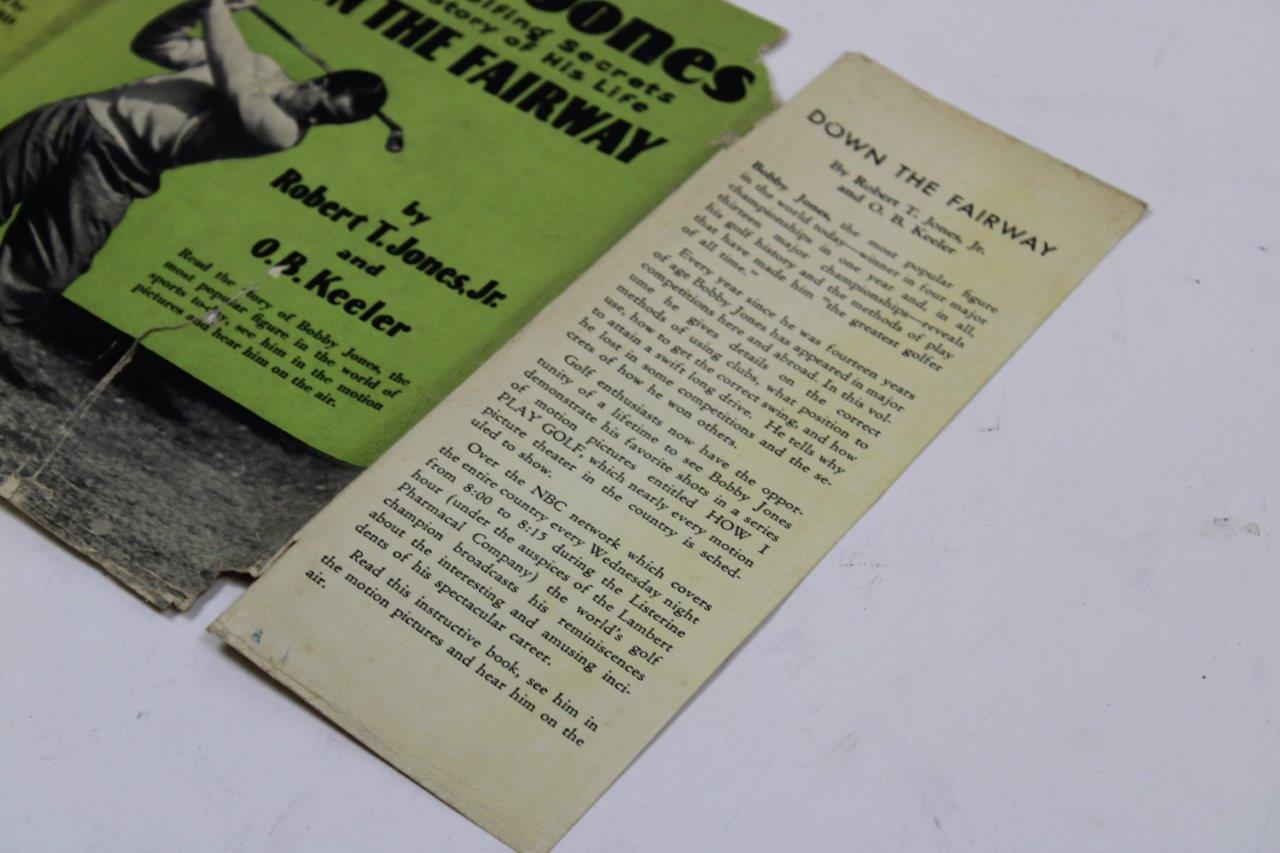 Jones
Golfing Secrets
Story of His Life
THE FAIRWAY
by
Robert T. Jones, Jr.
and
O. B. Keeler
Read the story of Bobby Jones, the
most popular figure in the world of
sports to-day, see him in the motion
pictures and hear him on the air.
DOWN THE FAIRWAY
By Robert T. Jones, Jr.
and O. B. Keeler
Bobby Jones, the most popular figure
in the world today—winner of four major
championships in one year and, in all,
thirteen major championships—reveals
his golf history and the methods of play
that have made him "the greatest golfer
of all time."
Every year since he was fourteen years
of age Bobby Jones has appeared in major
competitions here and abroad. In this vol-
ume he gives details on the correct
methods of using clubs, what position to
use, how to get the correct swing, and how
to attain a swift long drive. He tells why
he lost in some competitions and the se-
crets of how he won others.
Golf enthusiasts now have the oppor-
tunity of a lifetime to see Bobby Jones
demonstrate his favorite shots in a series
of motion pictures entitled HOW I
PLAY GOLF, which nearly every motion
picture theater in the country is sched-
uled to show.
Over the NBC network which covers
the entire country every Wednesday night
from 8:00 to 8:15 during the Listerine
hour (under the auspices of the Lambert
Pharmacal Company) the world's golf
champion broadcasts his reminiscences
about the interesting and amusing inci-
dents of his spectacular career.
Read this instructive book, see him in
the motion pictures and hear him on the
air.